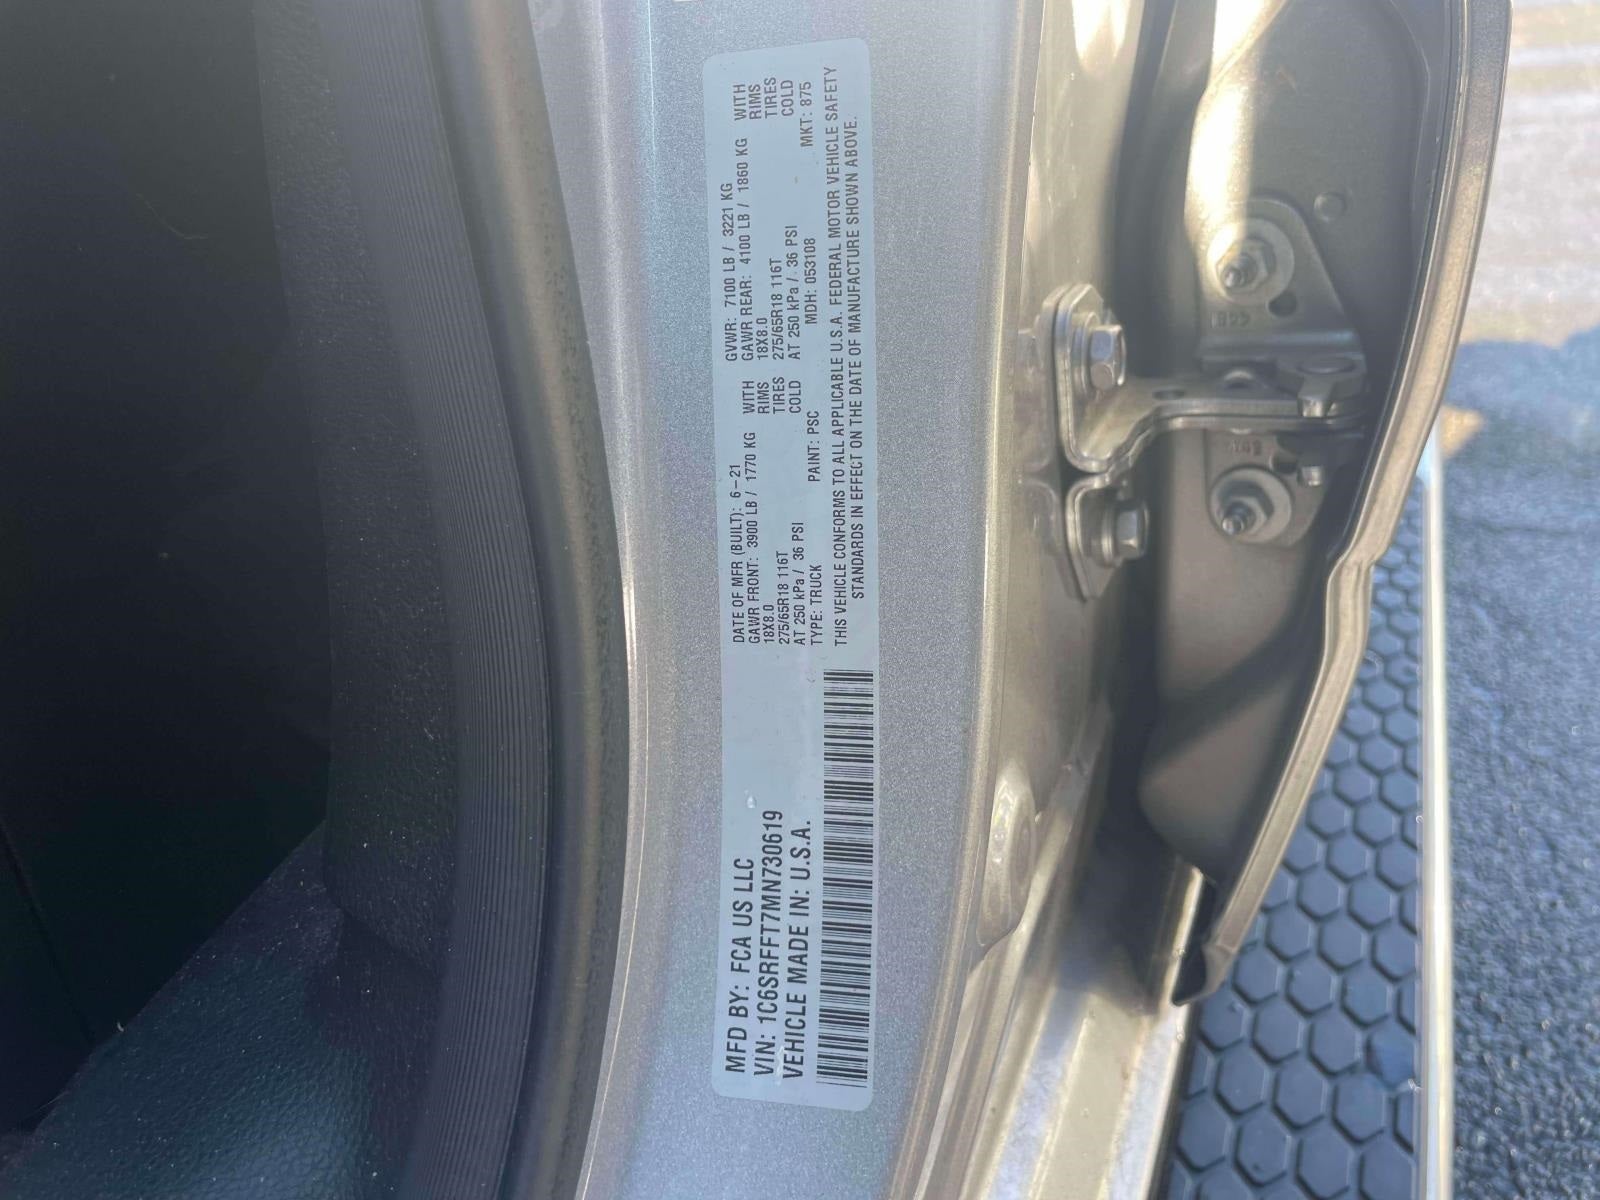 MFD BY: FCA US LLC
VIN: 1C6SRFFT7MN730619
VEHICLE MADE IN: U.S.A.
DATE OF MFR (BUILT): 6-21 GVWR: 7100 LB / 3221 KG
GAWR FRONT: 3900 LB / 1770 KG WITH GAWR REAR: 4100 LB / 1860 KG WITH
18X8.0 RIMS 18X8.0 RIMS
275/65R18 116T TIRES 275/65R18 116T TIRES
AT 250 kPa / 36 PSI COLD AT 250 kPa / 36 PSI COLD
TYPE: TRUCK PAINT: PSC MDH: 053108 MKT: 875
THIS VEHICLE CONFORMS TO ALL APPLICABLE U.S.A. FEDERAL MOTOR VEHICLE SAFETY
STANDARDS IN EFFECT ON THE DATE OF MANUFACTURE SHOWN ABOVE.